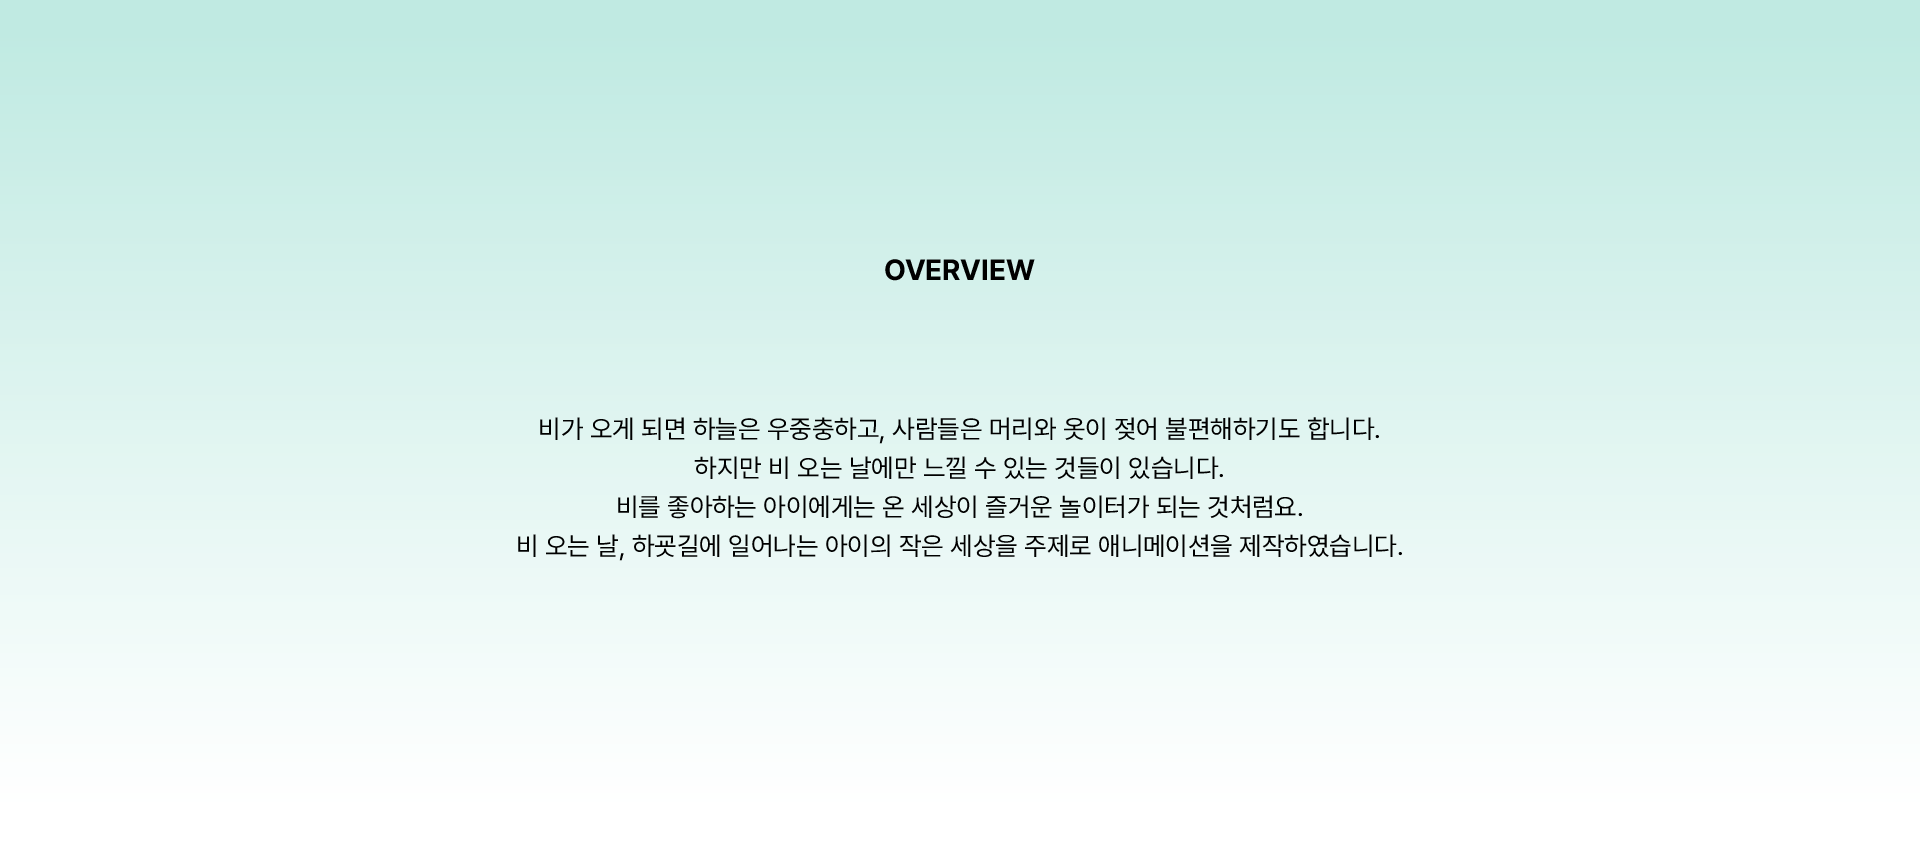 OVERVIEW
비가 오게 되면 하늘은 우중충하고, 사람들은 머리와 옷이 젖어 불편해하기도 합니다.
하지만 비 오는 날에만 느낄 수 있는 것들이 있습니다.
비를 좋아하는 아이에게는 온 세상이 즐거운 놀이터가 되는 것처럼요.
비 오는 날, 하굣길에 일어나는 아이의 작은 세상을 주제로 애니메이션을 제작하였습니다.